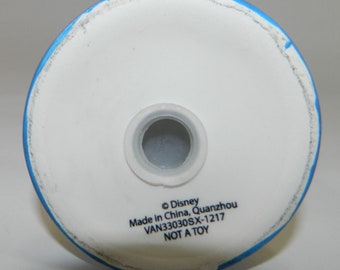 © Disney
Made in China, Quanzhou
VAN33030SX-1217
NOT A TOY